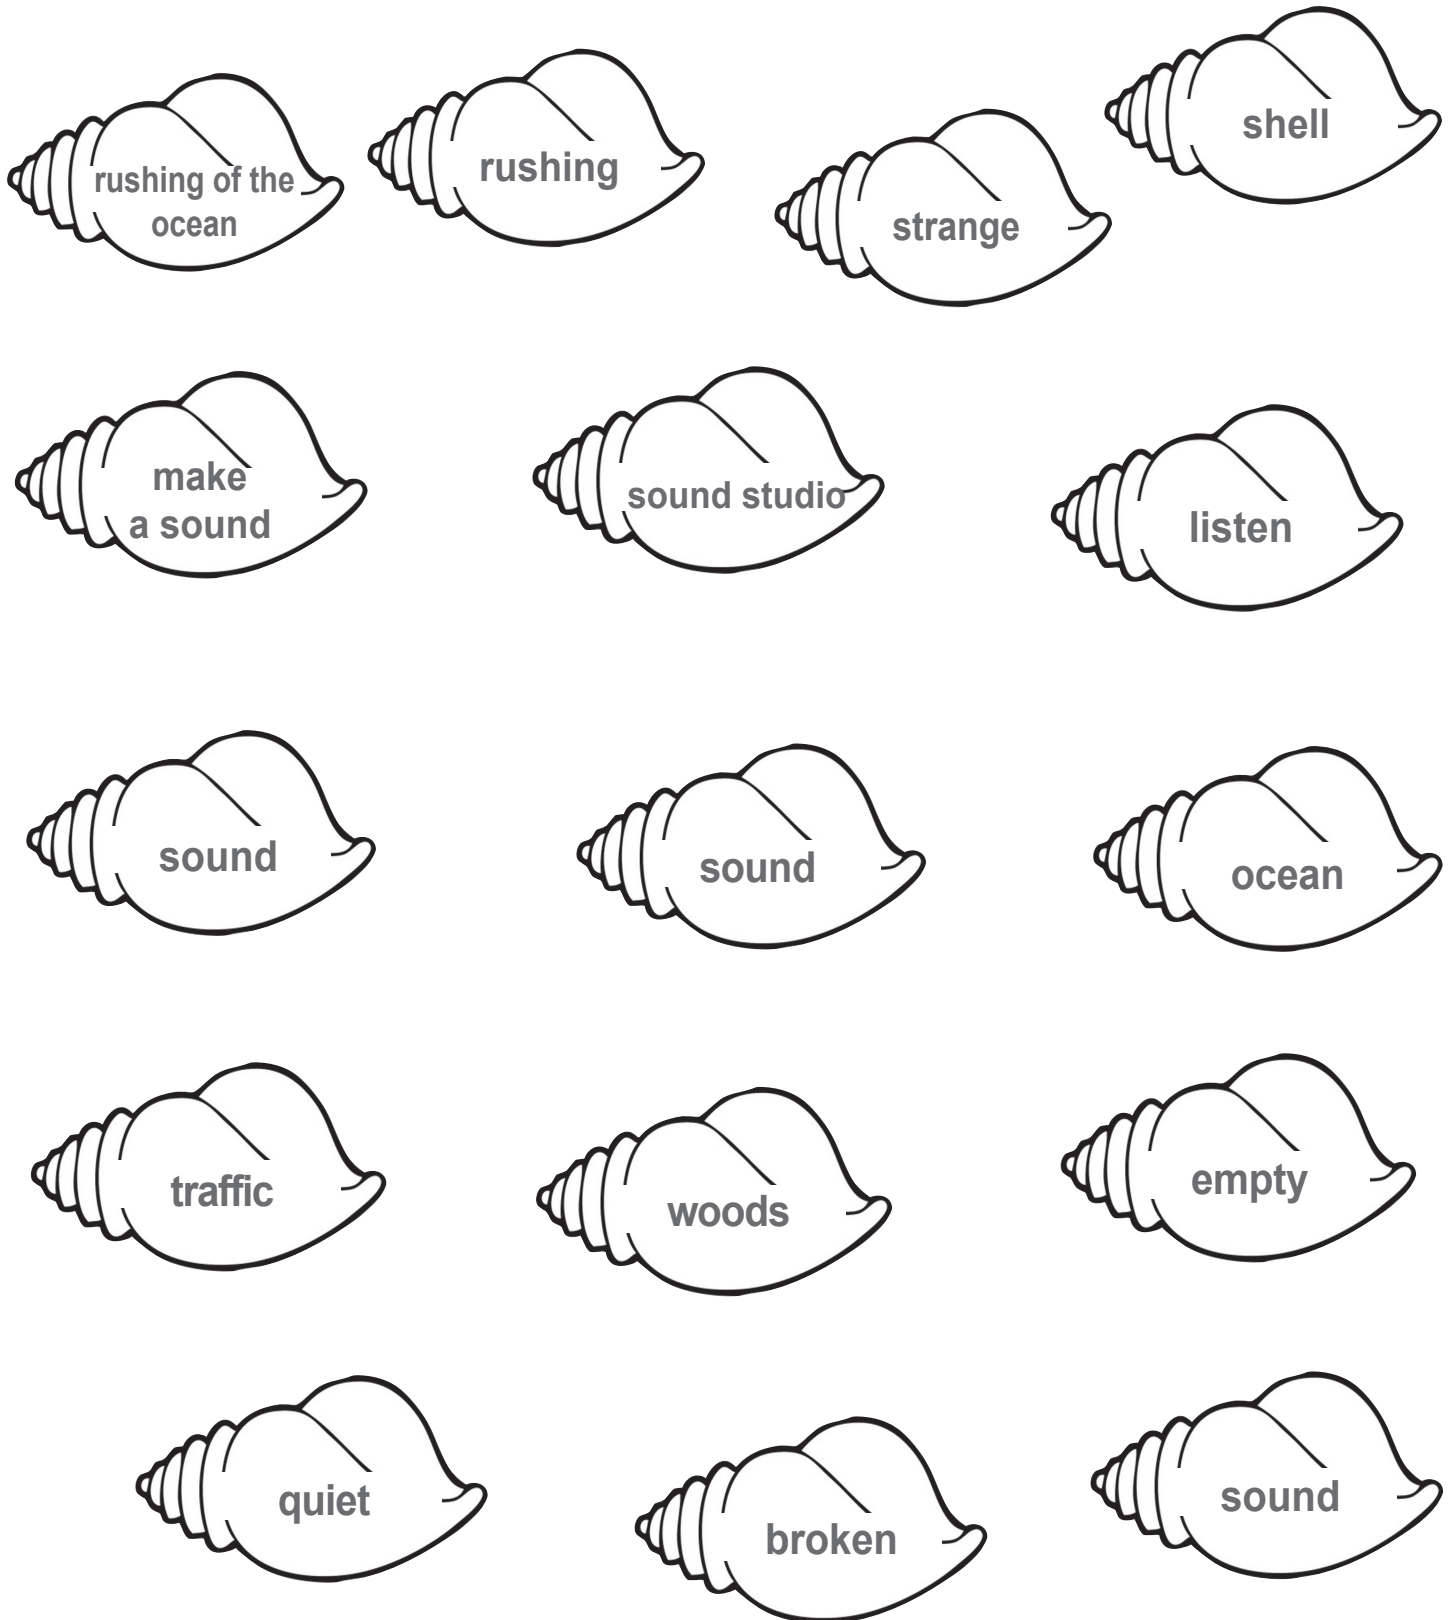 rushing of the
ocean
rushing
strange
shell
make
a sound
sound studio
listen
sound
sound
ocean
traffic
woods
empty
quiet
broken
sound